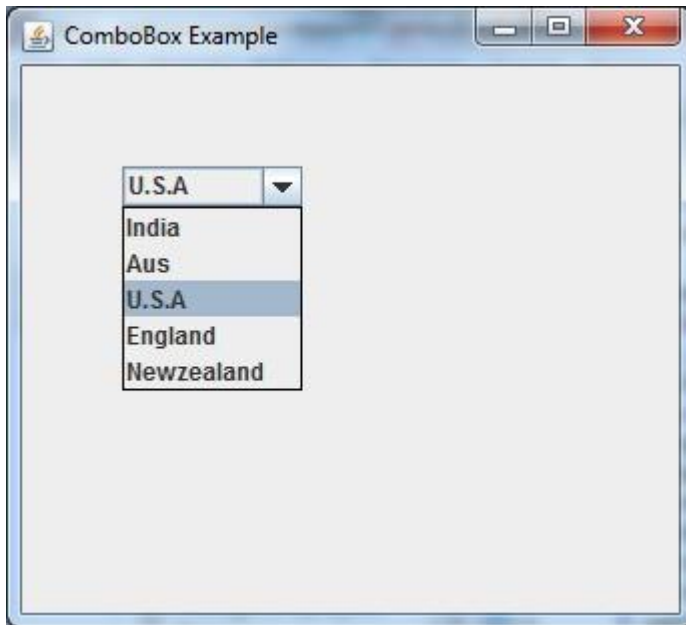 ComboBox Example
U.S.A
India
Aus
U.S.A
England
Newzealand